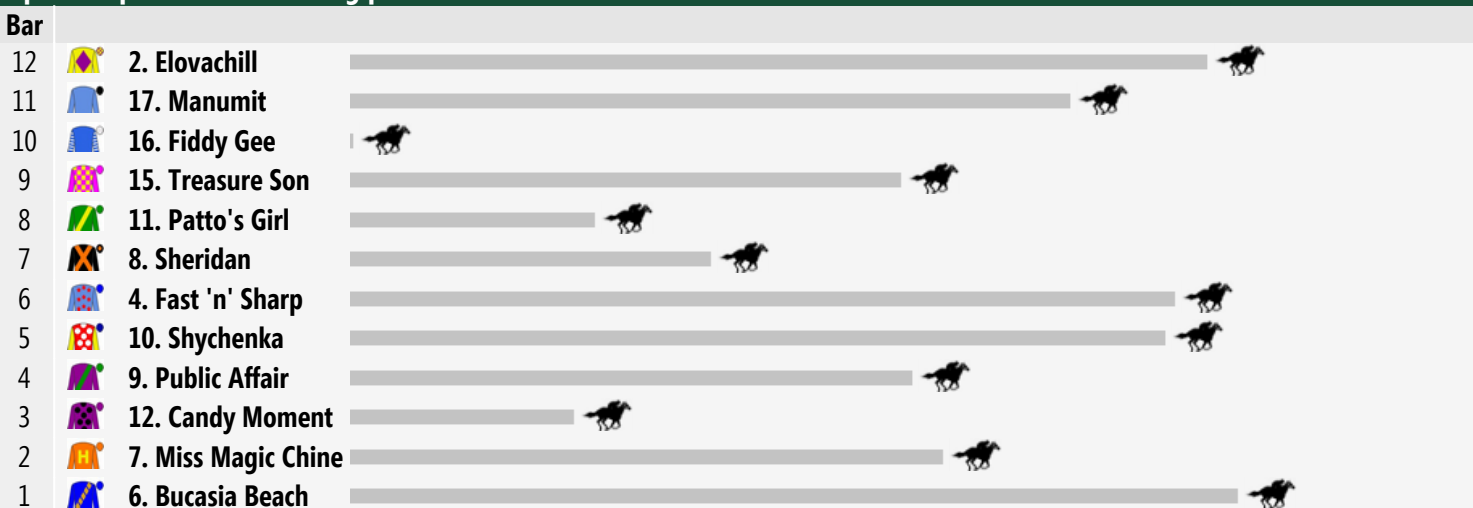 Bar
12 2. Elovachill
11 17. Manumit
10 16. Fiddy Gee
9 15. Treasure Son
8 11. Patto's Girl
7 8. Sheridan
6 4. Fast 'n' Sharp
5 10. Shychenka
4 9. Public Affair
3 12. Candy Moment
2 H 7. Miss Magic Chine
1 6. Bucasia Beach